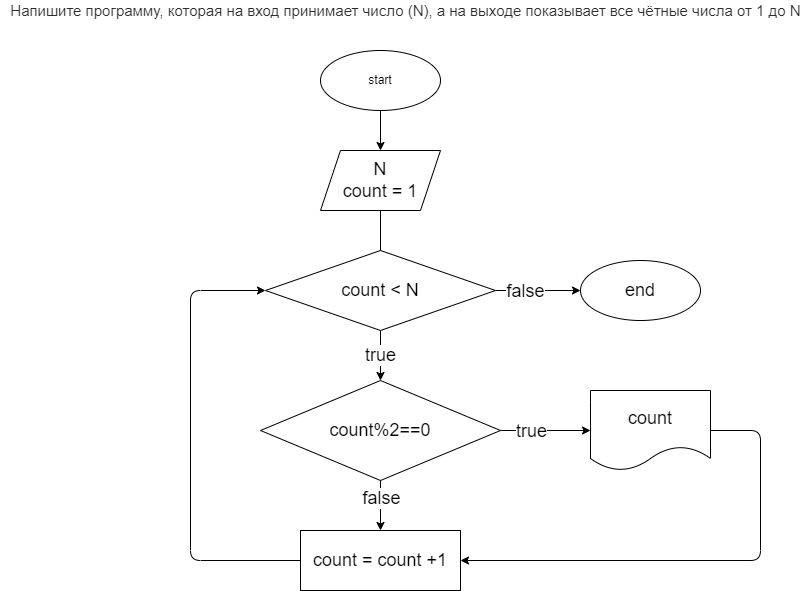 Напишите программу, которая на вход принимает число (N), а на выходе показывает все чётные числа от 1 до N
start
N
count = 1
count < N
false
end
true
count%2==0
true
count
false
count = count +1